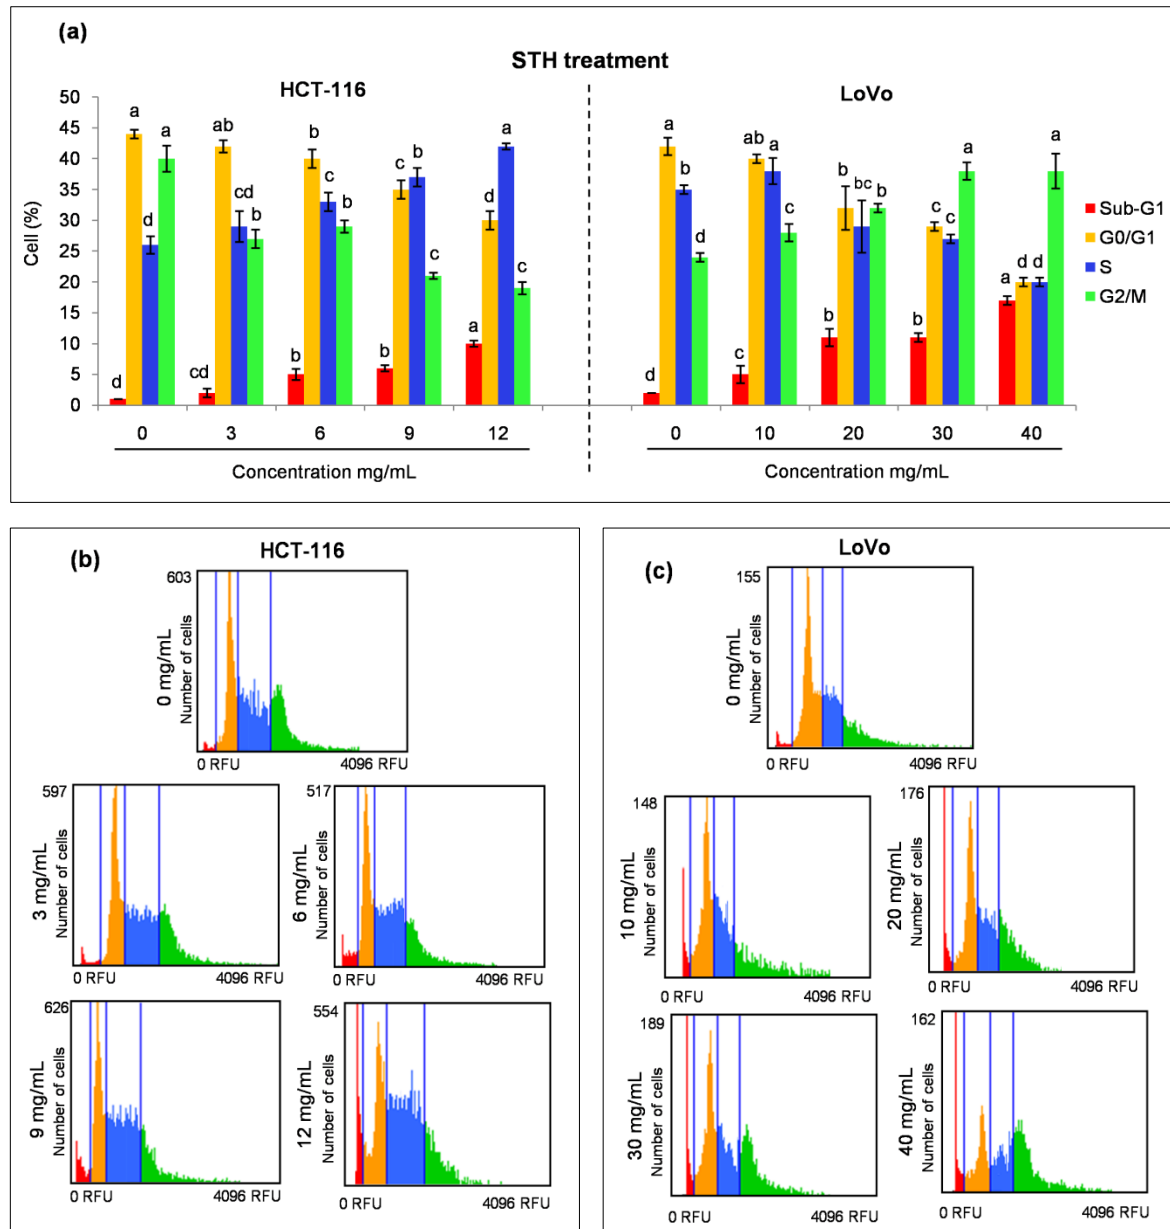 (a)
STH treatment
HCT-116
LoVo
Cell (%)
50
45
40
35
30
25
20
15
10
5
0
d a d a
cd ab cd b
b b c b
b c b c
a d a c
d a b d
c ab a c
b b bc b
b c c a
a d d a
0 3 6 9 12
Concentration mg/mL
0 10 20 30 40
Concentration mg/mL
Sub-G1
G0/G1
S
G2/M
(b)
HCT-116
603
0 mg/mL
Number of cells
0 RFU 4096 RFU
597
3 mg/mL
Number of cells
0 RFU 4096 RFU
517
6 mg/mL
Number of cells
0 RFU 4096 RFU
626
9 mg/mL
Number of cells
0 RFU 4096 RFU
554
12 mg/mL
Number of cells
0 RFU 4096 RFU
(c)
LoVo
155
0 mg/mL
Number of cells
0 RFU 4096 RFU
148
10 mg/mL
Number of cells
0 RFU 4096 RFU
176
20 mg/mL
Number of cells
0 RFU 4096 RFU
189
30 mg/mL
Number of cells
0 RFU 4096 RFU
162
40 mg/mL
Number of cells
0 RFU 4096 RFU